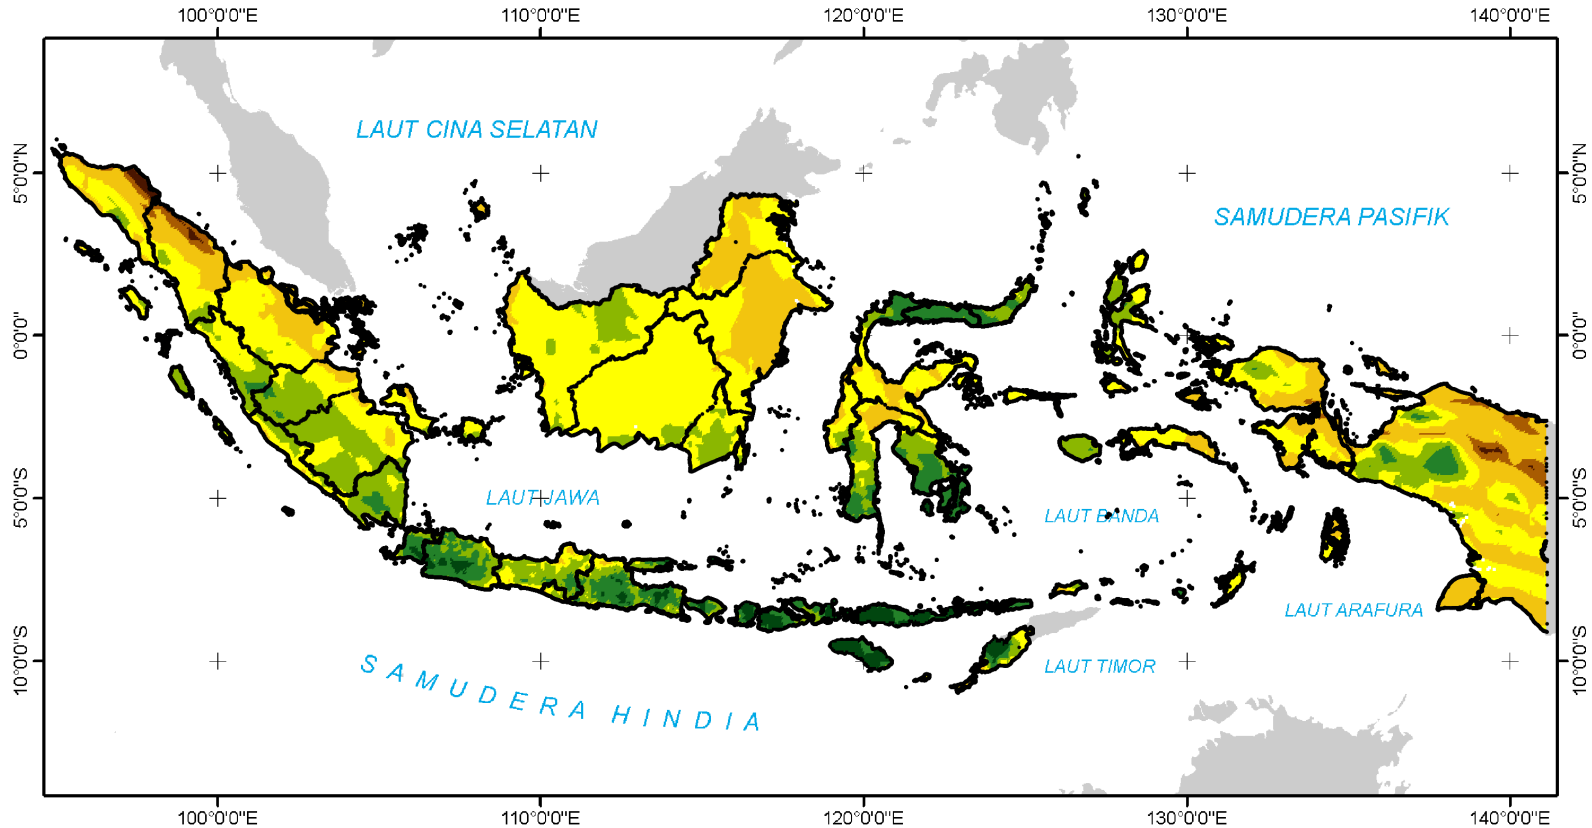 100°0'0"E 110°0'0"E 120°0'0"E 130°0'0"E 140°0'0"E
LAUT CINA SELATAN
5°0'0"N 5°0'0"N
SAMUDERA PASIFIK
0°0'0" 0°0'0"
LAUT JAWA
5°0'0"S 5°0'0"S
LAUT BANDA
LAUT ARAFURA
10°0'0"S 10°0'0"S
LAUT TIMOR
SAMUDERA HINDIA
100°0'0"E 110°0'0"E 120°0'0"E 130°0'0"E 140°0'0"E